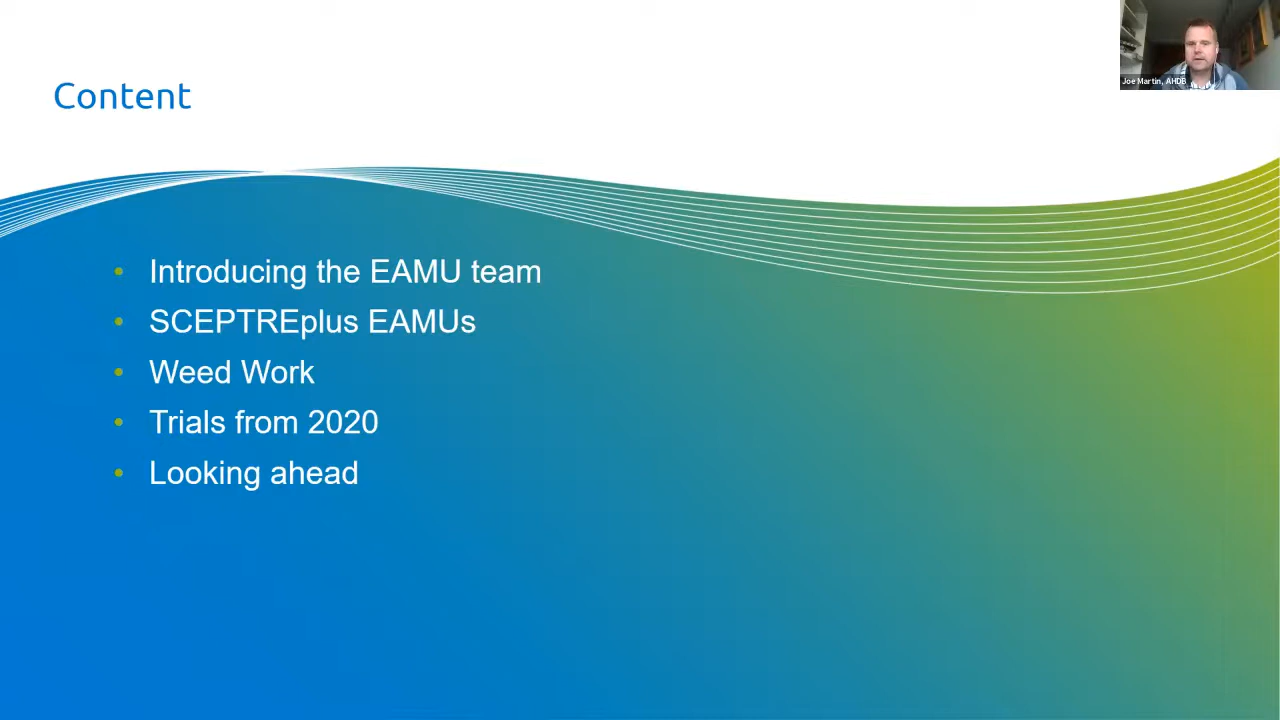 Content
Joe Martin, AHDB
• Introducing the EAMU team
• SCEPTREplus EAMUs
• Weed Work
• Trials from 2020
• Looking ahead